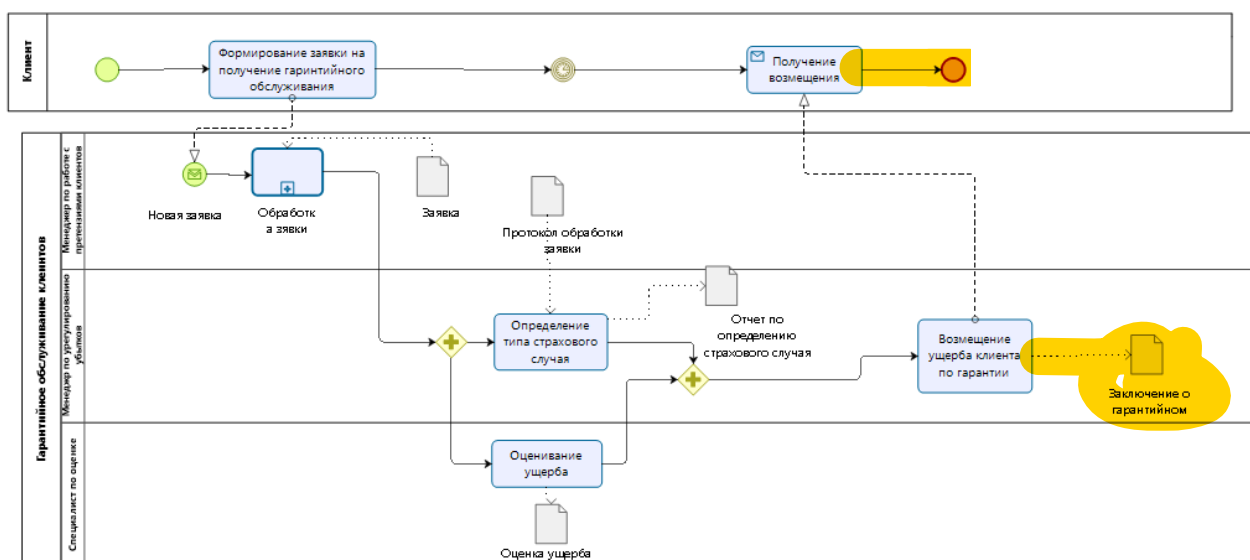 Клиент
Формирование заявки на
получение гаринтийного
обслуживания
Получение
возмещения
Гарантийное обслуживание кленитов
Менеджер по работе с
претензиями клиентов
Новая заявка
Обработк
а зявки
Заявка
Протокол обработки
заявки
Менеджер по урегулированию
убытков
Определение
типа страхового
случая
Отчет по
определению
страхового случая
Возмещение
ущерба клиента
по гарантии
Заключение о
гарантийном
Специалист по оценке
Оценивание
ущерба
Оценка ущерба